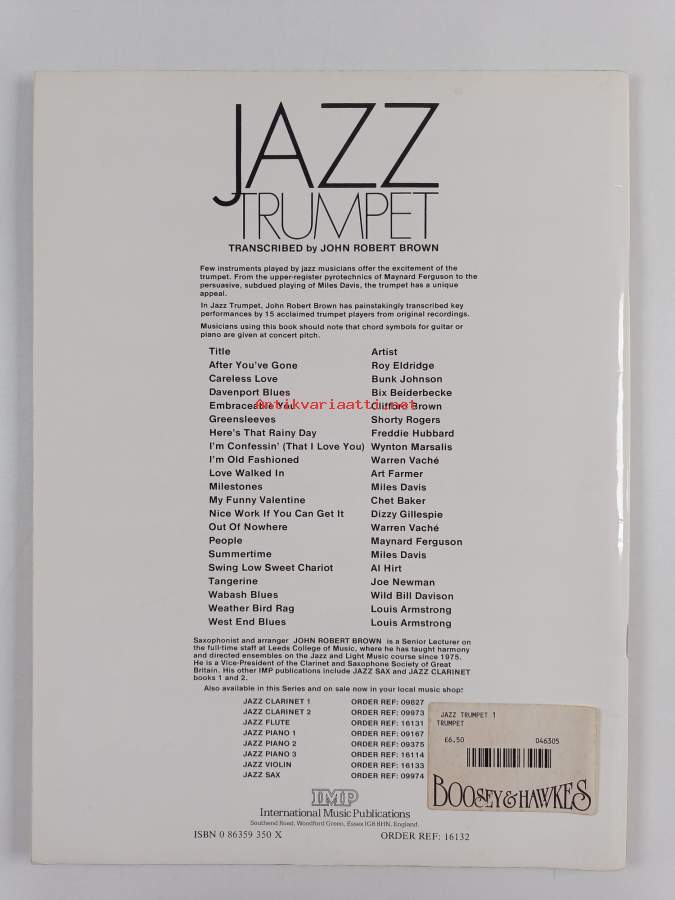 JAZZ
TRUMPET
TRANSCRIBED by JOHN ROBERT BROWN
Few instruments played by jazz musicians offer the excitement of the
trumpet. From the upper-register pyrotechnics of Maynard Ferguson to the
persuasive, subdued playing of Miles Davis, the trumpet has a unique
appeal.
In Jazz Trumpet, John Robert Brown has painstakingly transcribed key
performances by 15 acclaimed trumpet players from original recordings.
Musicians using this book should note that chord symbols for guitar or
piano are given at concert pitch.
Title Artist
After You've Gone Roy Eldridge
Careless Love Bunk Johnson
Davenport Blues Bix Beiderbecke
Antikvariaatti.net
Embraceable You Clifford Brown
Greensleeves Shorty Rogers
Here's That Rainy Day Freddie Hubbard
I'm Confessin' (That I Love You) Wynton Marsalis
I'm Old Fashioned Warren Vaché
Love Walked In Art Farmer
Milestones Miles Davis
My Funny Valentine Chet Baker
Nice Work If You Can Get It Dizzy Gillespie
Out Of Nowhere Warren Vaché
People Maynard Ferguson
Summertime Miles Davis
Swing Low Sweet Chariot Al Hirt
Tangerine Joe Newman
Wabash Blues Wild Bill Davison
Weather Bird Rag Louis Armstrong
West End Blues Louis Armstrong
Saxophonist and arranger JOHN ROBERT BROWN is a Senior Lecturer on
the full-time staff at Leeds College of Music, where he has taught harmony
and directed ensembles on the Jazz and Light Music course since 1975.
He is a Vice-President of the Clarinet and Saxophone Society of Great
Britain. His other IMP publications include JAZZ SAX and JAZZ CLARINET
books 1 and 2.
Also available in this Series and on sale now in your local music shop:
JAZZ CLARINET 1 ORDER REF: 09827
JAZZ CLARINET 2 ORDER REF: 09973
JAZZ FLUTE ORDER REF: 16131
JAZZ PIANO 1 ORDER REF: 09167
JAZZ PIANO 2 ORDER REF: 09375
JAZZ PIANO 3 ORDER REF: 16114
JAZZ VIOLIN ORDER REF: 16133
JAZZ SAX ORDER REF: 09974
JAZZ TRUMPET 1
TRUMPET
£6.50 046305
BOOSEY & HAWKES
IMP
International Music Publications
Southend Road, Woodford Green, Essex IG8 8HN, England.
ISBN 0 86359 350 X ORDER REF: 16132